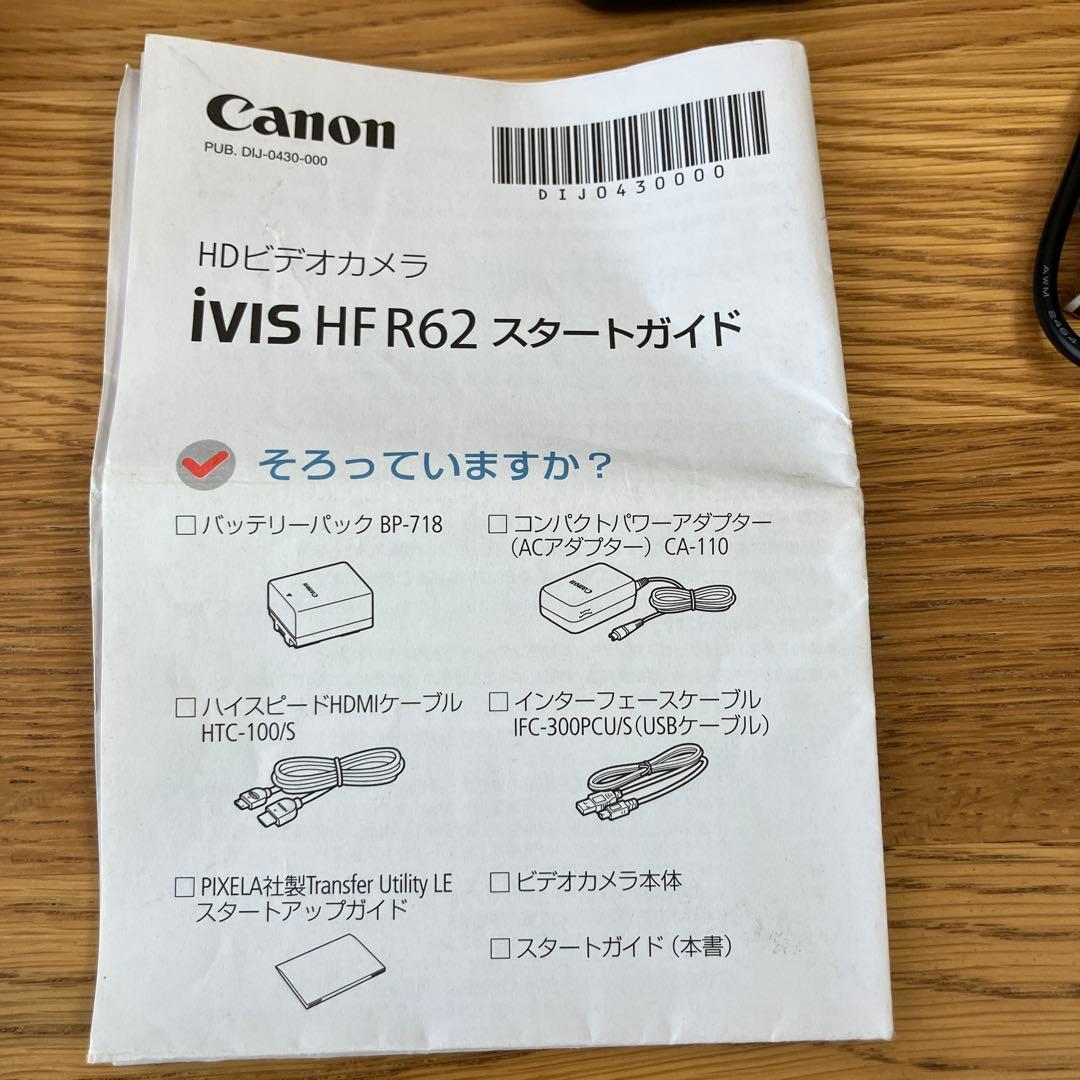 Canon
PUB. DIJ-0430-000
DIJ0430000
HDビデオカメラ
iVIS HF R62 スタートガイド
そろっていますか？
□ バッテリーパック BP-718
□ コンパクトパワーアダプター
（ACアダプター） CA-110
Canon
Canon
□ ハイスピードHDMIケーブル
HTC-100/S
□ インターフェースケーブル
IFC-300PCU/S（USBケーブル）
□ PIXELA社製Transfer Utility LE
スタートアップガイド
□ ビデオカメラ本体
□ スタートガイド（本書）
AWM 2464